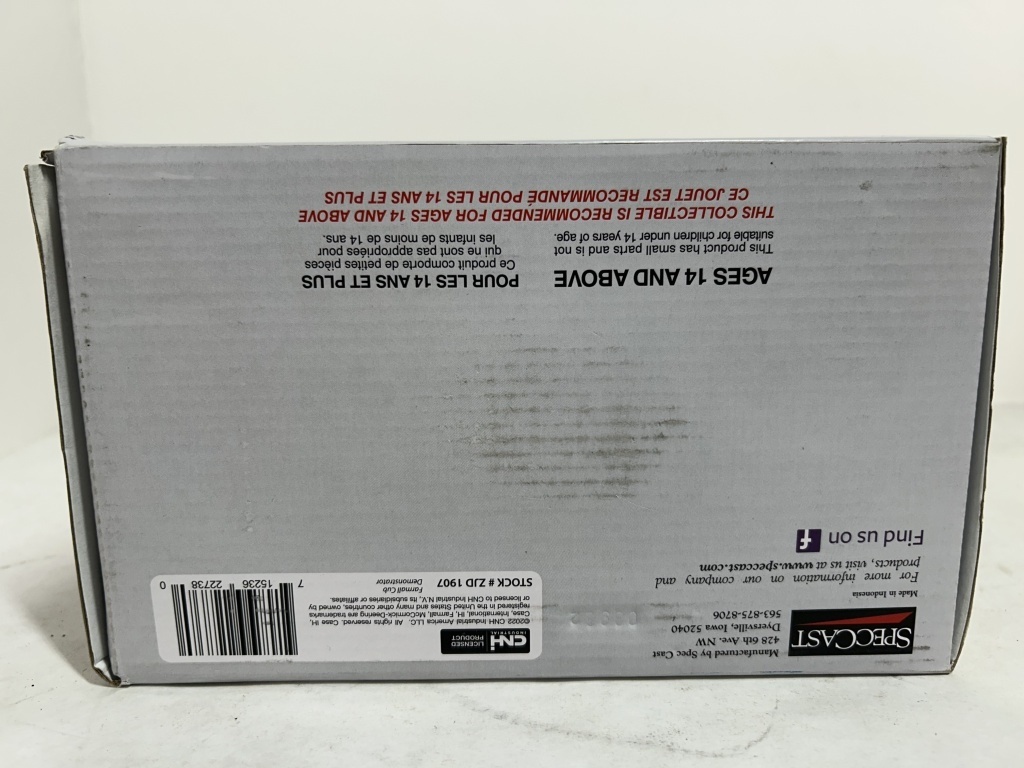 SPECCAST
Manufactured by Spec Cast
428 6th Ave. NW
Dyersville, Iowa 52040
563-875-8706
Made in Indonesia
For more information on our company and
products, visit us at www.speccast.com
Find us on f
LICENSED
PRODUCT
CNH
INDUSTRIAL
©2022 CNH Industrial America LLC. All rights reserved. Case IH,
Case, International, IH, Farmall, McCormick-Deering are trademarks
registered in the United States and many other countries, owned by
or licensed to CNH Industrial N.V., its subsidiaries or affiliates.
STOCK # ZJD 1907
Farmall Cub
Demonstrator
7 15236 22738 0
AGES 14 AND ABOVE
This product has small parts and is not
suitable for children under 14 years of age.
POUR LES 14 ANS ET PLUS
Ce produit comporte de petites pièces
qui ne sont pas appropriées pour
les infants de moins de 14 ans.
THIS COLLECTIBLE IS RECOMMENDED FOR AGES 14 AND ABOVE
CE JOUET EST RECOMMANDÉ POUR LES 14 ANS ET PLUS